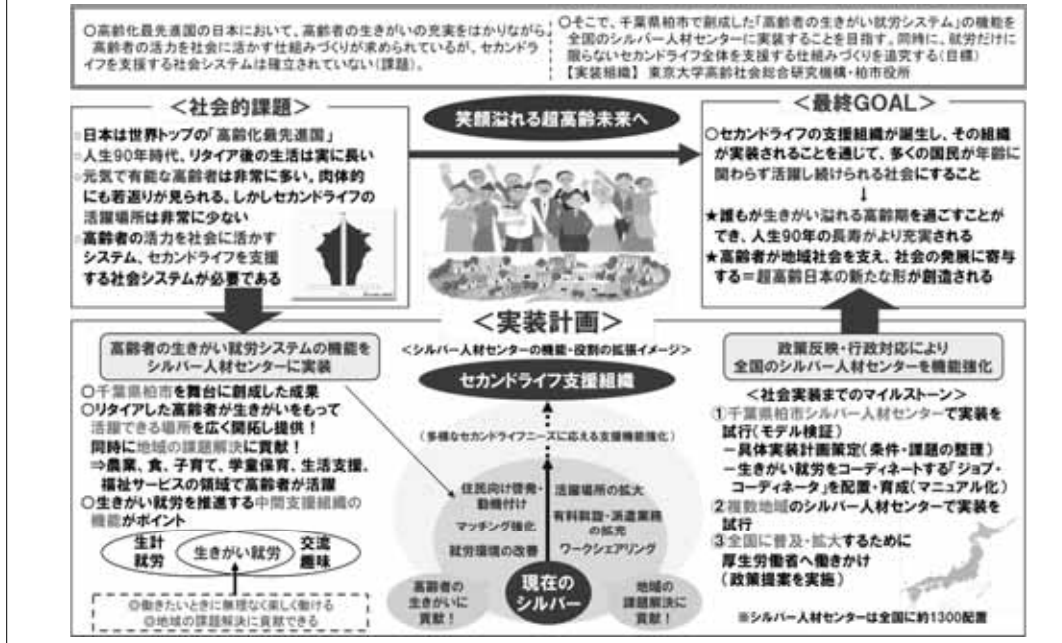 ○高齢化最先進国の日本において、高齢者の生きがいの充実をはかりながら、
高齢者の活力を社会に活かす仕組みづくりが求められているが、セカンドラ
イフを支援する社会システムは確立されていない(課題)。
○そこで、千葉県柏市で創成した「高齢者の生きがい就労システム」の機能を
全国のシルバー人材センターに実装することを目指す。同時に、就労だけに
限らないセカンドライフ全体を支援する仕組みづくりを追究する(目標)
【実装組織】 東京大学高齢社会総合研究機構・柏市役所
<社会的課題>
○日本は世界トップの「高齢化最先進国」
○人生90年時代、リタイア後の生活は実に長い
○元気で有能な高齢者は非常に多い。肉体的
にも若返りが見られる。しかしセカンドライフの
活躍場所は非常に少ない
○高齢者の活力を社会に活かす
システム、セカンドライフを支援
する社会システムが必要である
笑顔溢れる超高齢未来へ
<最終GOAL>
○セカンドライフの支援組織が誕生し、その組織
が実装されることを通じて、多くの国民が年齢に
関わらず活躍し続けられる社会にすること
↓
★誰もが生きがい溢れる高齢期を過ごすことが
でき、人生90年の長寿がより充実される
★高齢者が地域社会を支え、社会の発展に寄与
する=超高齢日本の新たな形が創造される
<実装計画>
高齢者の生きがい就労システムの機能を
シルバー人材センターに実装
○千葉県柏市を舞台に創成した成果
○リタイアした高齢者が生きがいをもって
活躍できる場所を広く開拓し提供!
同時に地域の課題解決に貢献!
⇒農業、食、子育て、学童保育、生活支援、
福祉サービスの領域で高齢者が活躍
○生きがい就労を推進する中間支援組織の
機能がポイント
生計
就労
生きがい就労
交流
趣味
◎働きたいときに無理なく楽しく働ける
◎地域の課題解決に貢献できる
<シルバー人材センターの機能・役割の拡張イメージ>
セカンドライフ支援組織
(多様なセカンドライフニーズに応える支援機能強化)
住民向け啓発・
動機付け
マッチング強化
就労環境の改善
活躍場所の拡大
有料斡旋・派遣業務
の拡充
ワークシェアリング
高齢者の
生きがいに
貢献!
現在の
シルバー
地域の
課題解決に
貢献!
政策反映・行政対応により
全国のシルバー人材センターを機能強化
<社会実装までのマイルストーン>
①千葉県柏市シルバー人材センターで実装を
試行(モデル検証)
-具体実装計画策定(条件・課題の整理)
-生きがい就労をコーディネートする「ジョブ・
コーディネータ」を配置・育成(マニュアル化)
②複数地域のシルバー人材センターで実装を
試行
③全国に普及・拡大するために
厚生労働省へ働きかけ
(政策提案を実施)
※シルバー人材センターは全国に約1300配置